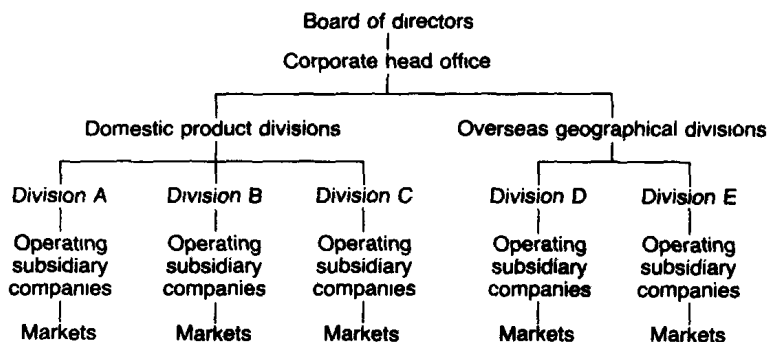 Board of directors
Corporate head office
Domestic product divisions Overseas geographical divisions
Division A Division B Division C Division D Division E
Operating Operating Operating Operating Operating
subsidiary subsidiary subsidiary subsidiary subsidiary
companies companies companies companies companies
Markets Markets Markets Markets Markets